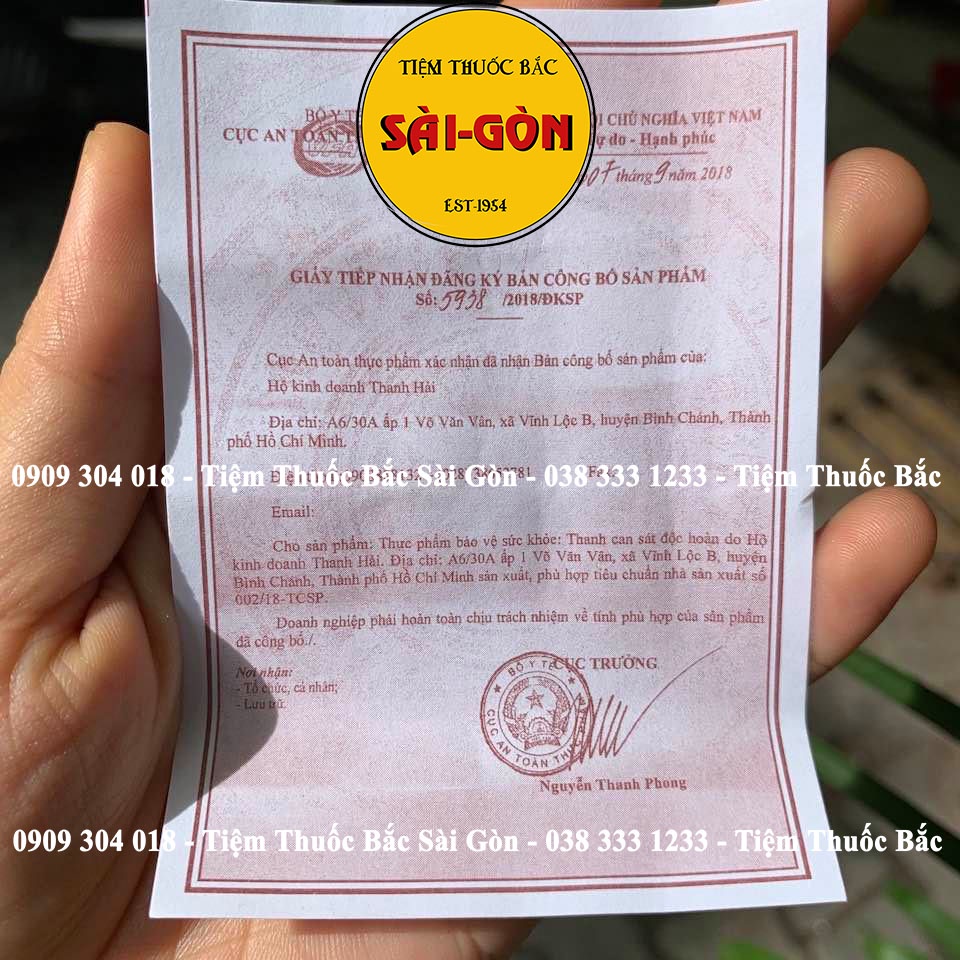 TIỆM THUỐC BẮC
SÀI-GÒN
EST-1954
BỘ Y T
CỤC AN TOÀN T
CHỦ NGHĨA VIỆT NAM
do - Hạnh phúc
07 tháng 9 năm 2018
GIẤY TIẾP NHẬN ĐĂNG KÝ BẢN CÔNG BỐ SẢN PHẨM
Số: 5938 /2018/ĐKSP
Cục An toàn thực phẩm xác nhận đã nhận Bản công bố sản phẩm của:
Hộ kinh doanh Thanh Hải
Địa chỉ: A6/30A ấp 1 Võ Văn Vân, xã Vĩnh Lộc B, huyện Bình Chánh, Thành
phố Hồ Chí Minh.
0909 304 018 - Tiệm Thuốc Bắc Sài Gòn - 038 333 1233 - Tiệm Thuốc Bắc
Email:
Cho sản phẩm: Thực phẩm bảo vệ sức khỏe: Thanh can sát độc hoàn do Hộ
kinh doanh Thanh Hải. Địa chỉ: A6/30A ấp 1 Võ Văn Vân, xã Vĩnh Lộc B, huyện
Bình Chánh, Thành phố Hồ Chí Minh sản xuất, phù hợp tiêu chuẩn nhà sản xuất số
002/18-TCSP.
Doanh nghiệp phải hoàn toàn chịu trách nhiệm về tính phù hợp của sản phẩm
đã công bố./.
Nơi nhận:
- Tổ chức, cá nhân;
- Lưu trữ.
CỤC TRƯỞNG
BỘ Y TẾ
CỤC AN TOÀN
Nguyễn Thanh Phong
0909 304 018 - Tiệm Thuốc Bắc Sài Gòn - 038 333 1233 - Tiệm Thuốc Bắc